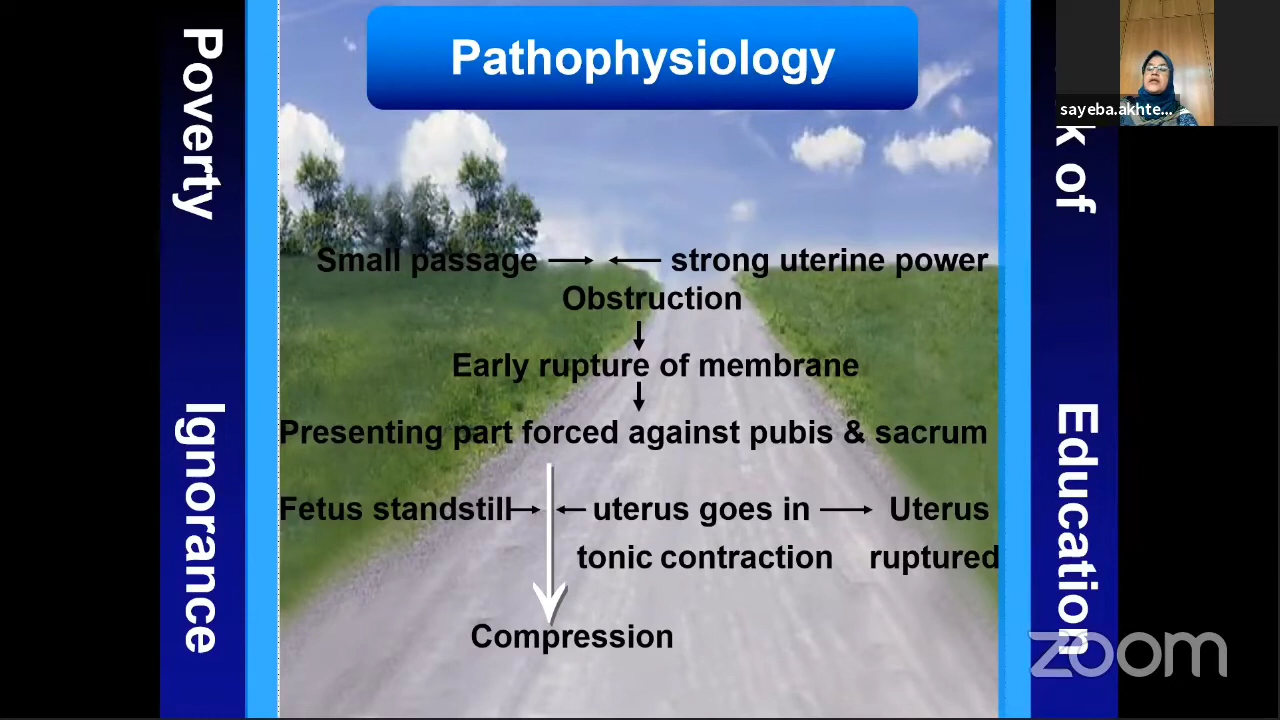 Pathophysiology
sayeba.akhte...
Poverty
Ignorance
k of
Education
Small passage → ← strong uterine power
Obstruction
↓
Early rupture of membrane
↓
Presenting part forced against pubis & sacrum
Fetus standstill → ← uterus goes in → Uterus
tonic contraction ruptured
Compression
zoom